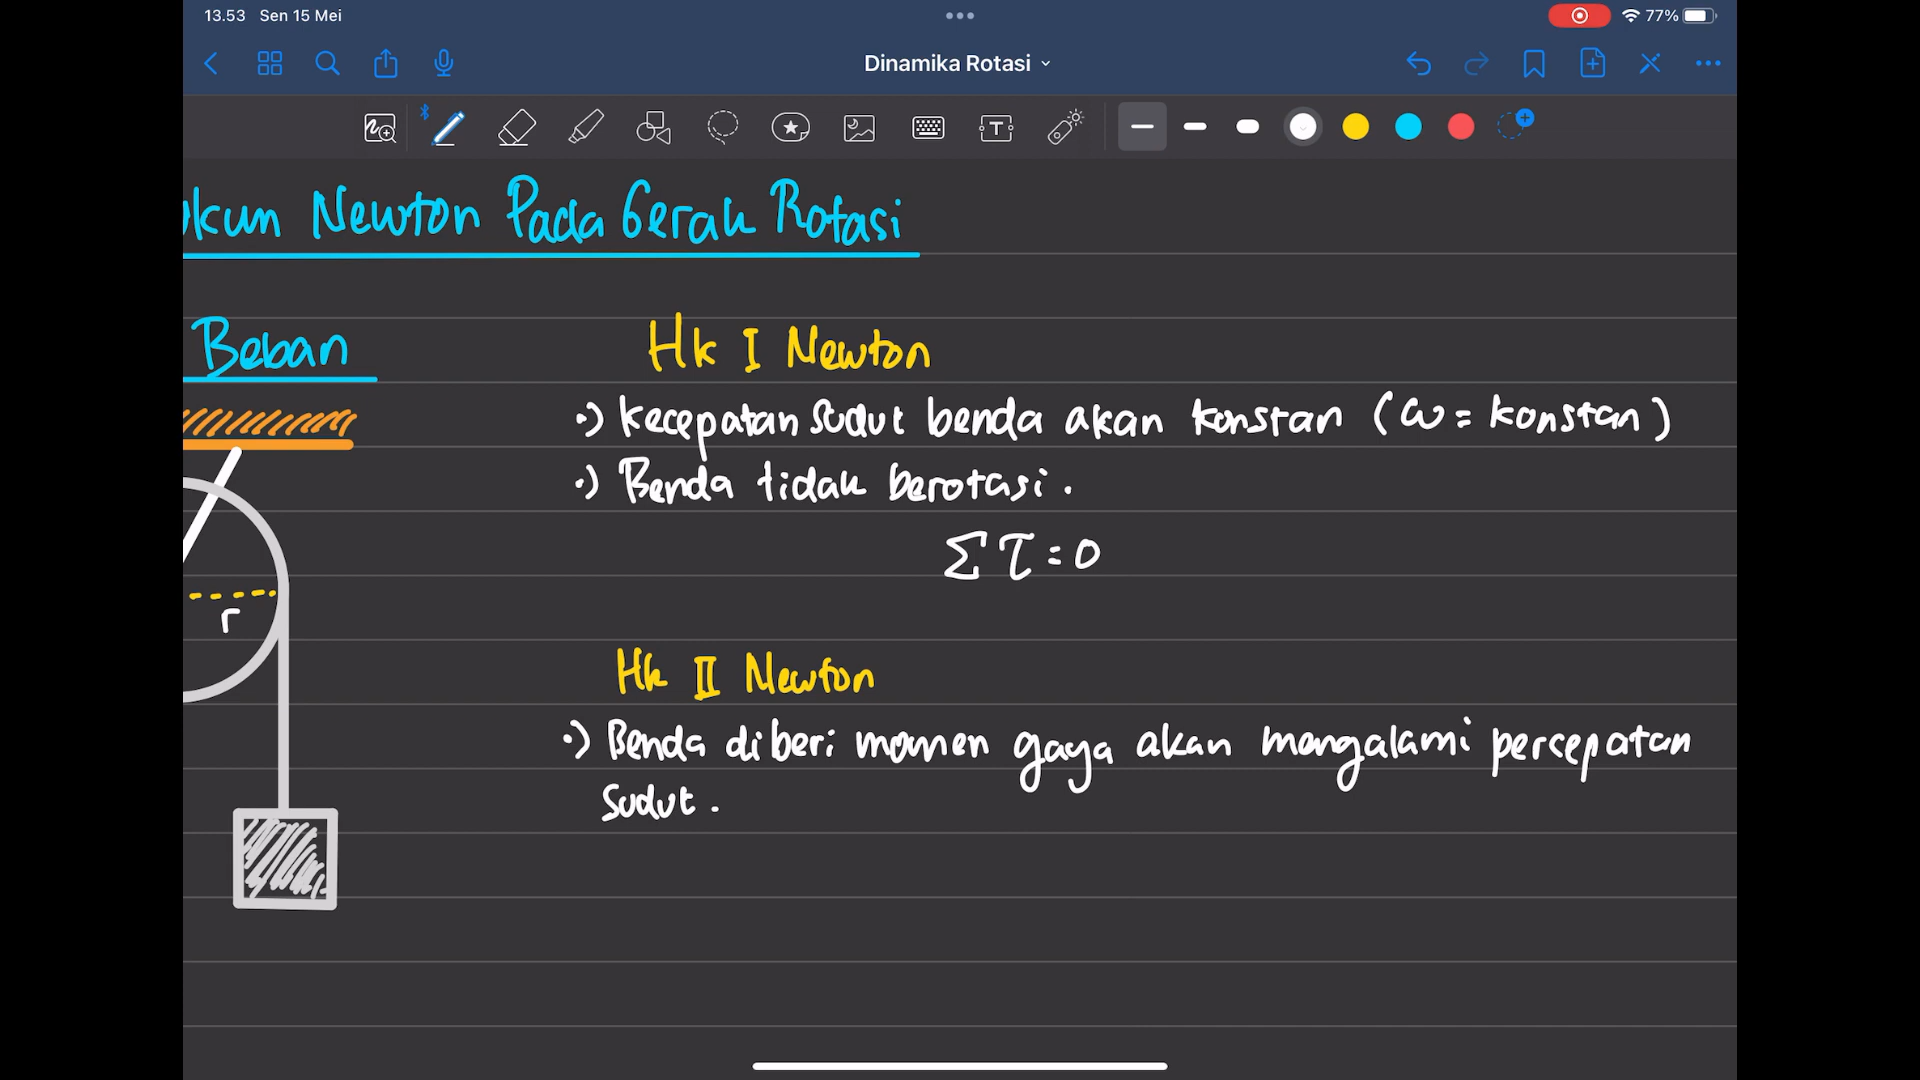 13.53 Sen 15 Mei
77%
Dinamika Rotasi
ukum Newton Pada Gerak Rotasi
Beban
r
Hk I Newton
•) Kecepatan sudut benda akan konstan (ω = konstan)
•) Benda tidak berotasi.
Στ = 0
Hk II Newton
•) Benda diberi momen gaya akan mengalami percepatan
sudut.